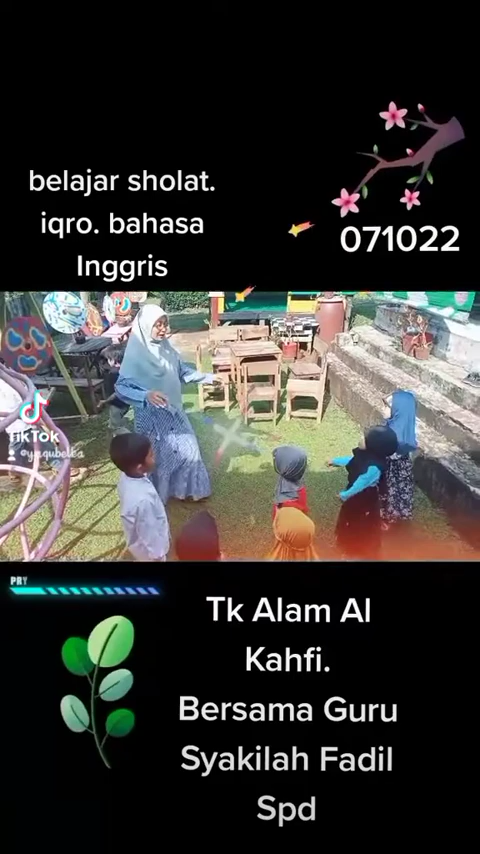 belajar sholat.
iqro. bahasa
Inggris
071022
TikTok
PRY
Tk Alam Al
Kahfi.
Bersama Guru
Syakilah Fadil
Spd